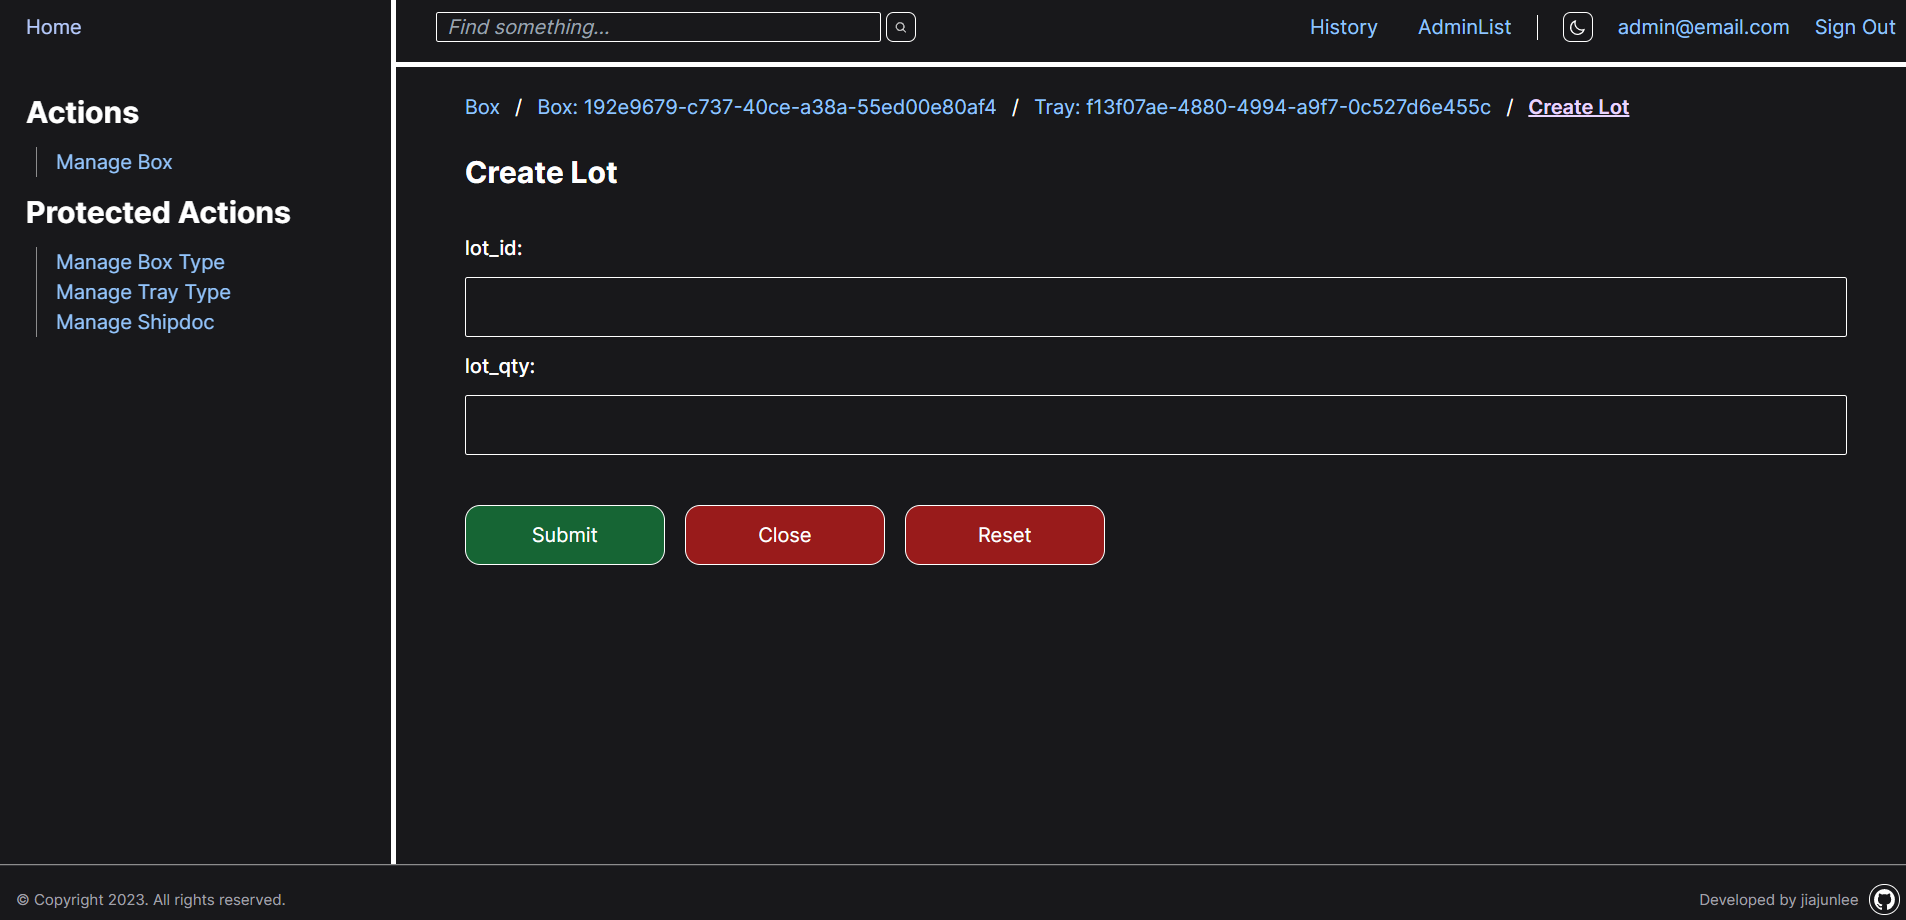 Home
Find something...
History
AdminList
admin@email.com
Sign Out
Actions
Manage Box
Protected Actions
Manage Box Type
Manage Tray Type
Manage Shipdoc
Box / Box: 192e9679-c737-40ce-a38a-55ed00e80af4 / Tray: f13f07ae-4880-4994-a9f7-0c527d6e455c / Create Lot
Create Lot
lot_id:
lot_qty:
Submit
Close
Reset
© Copyright 2023. All rights reserved.
Developed by jiajunlee